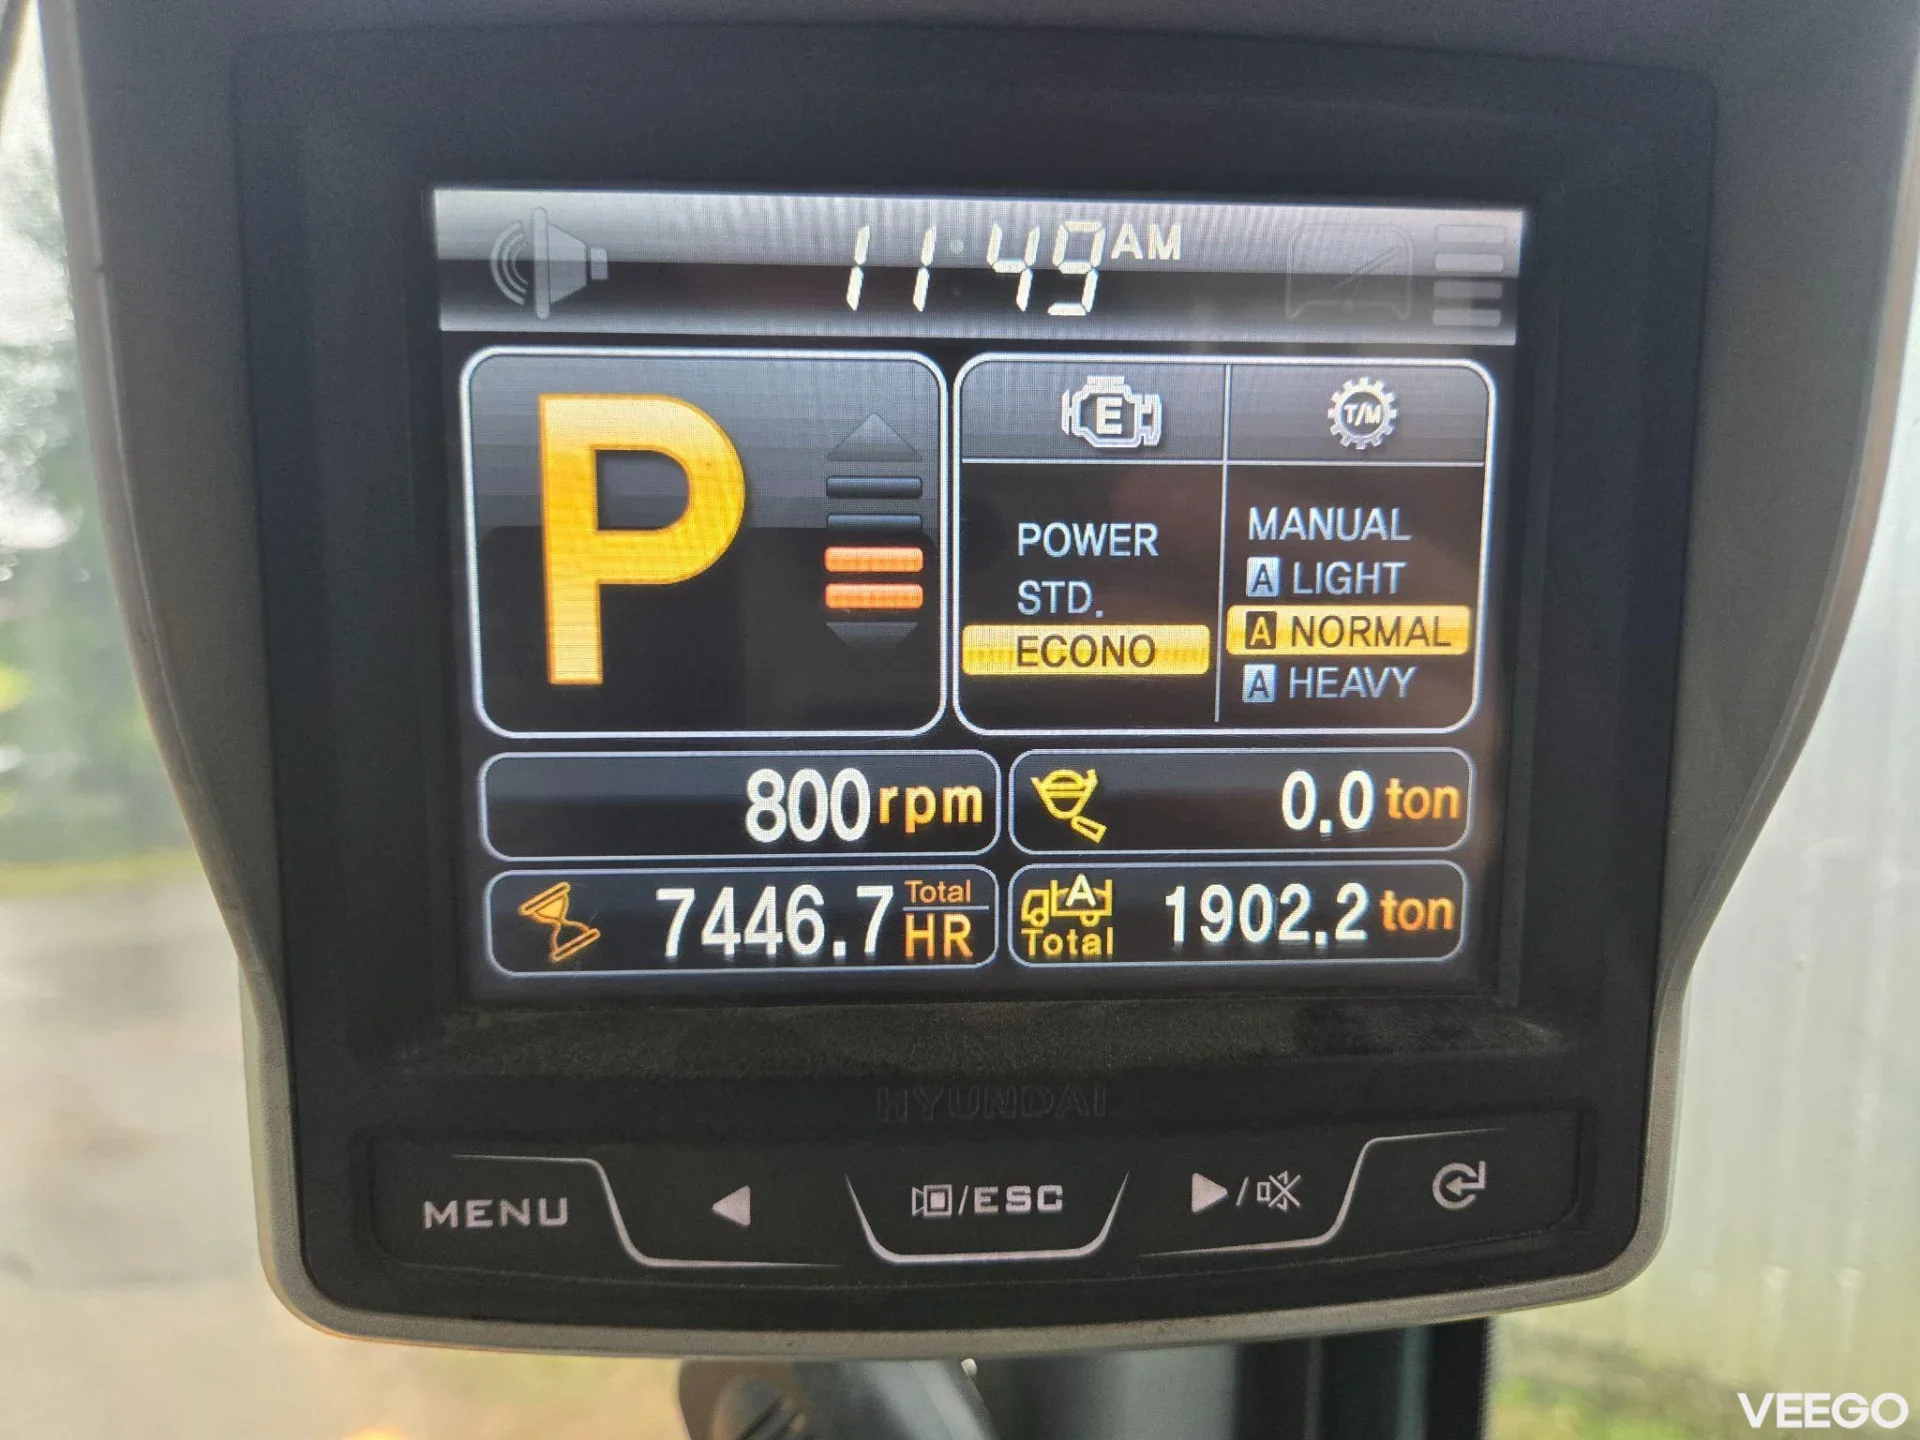 11:49 AM
P
E
T/M
POWER
STD.
ECONO
MANUAL
A LIGHT
A NORMAL
A HEAVY
800 rpm
0.0 ton
7446.7 Total HR
A Total 1902.2 ton
HYUNDAI
MENU
/ESC
/
VEEGO